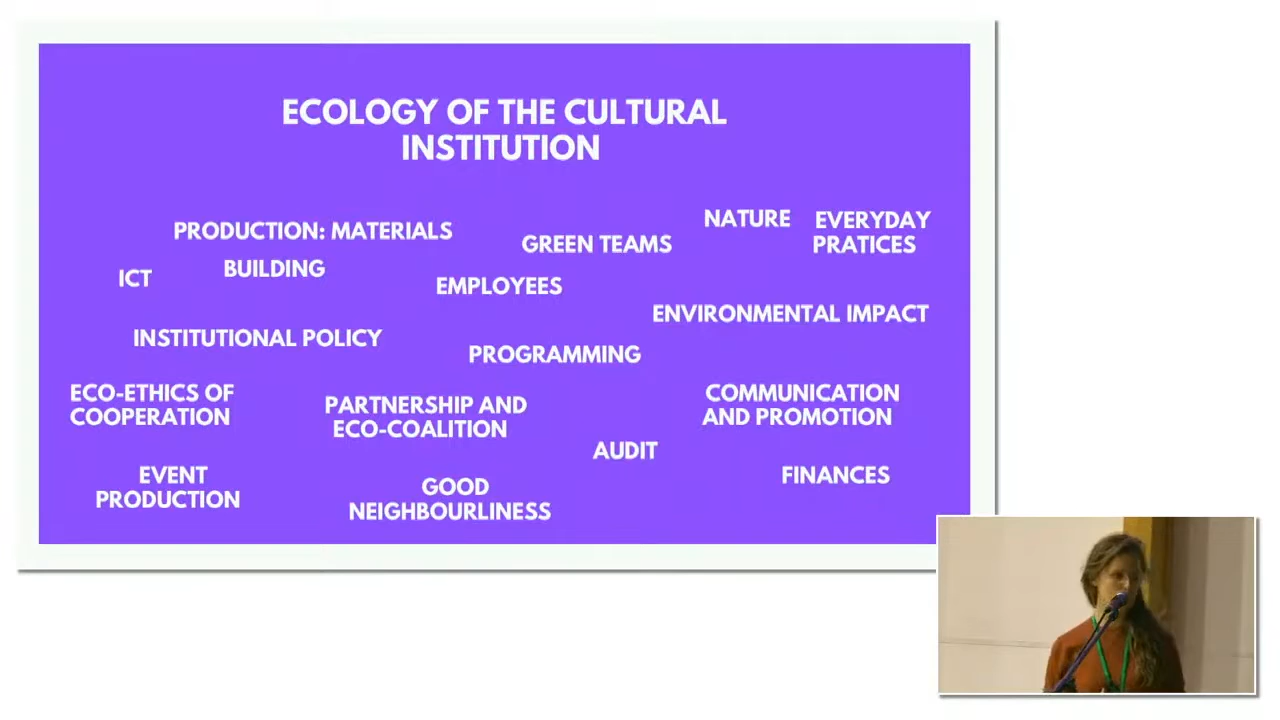 ECOLOGY OF THE CULTURAL
INSTITUTION
PRODUCTION: MATERIALS
GREEN TEAMS
NATURE
EVERYDAY
PRATICES
ICT
BUILDING
EMPLOYEES
ENVIRONMENTAL IMPACT
INSTITUTIONAL POLICY
PROGRAMMING
ECO-ETHICS OF
COOPERATION
PARTNERSHIP AND
ECO-COALITION
COMMUNICATION
AND PROMOTION
AUDIT
EVENT
PRODUCTION
GOOD
NEIGHBOURLINESS
FINANCES